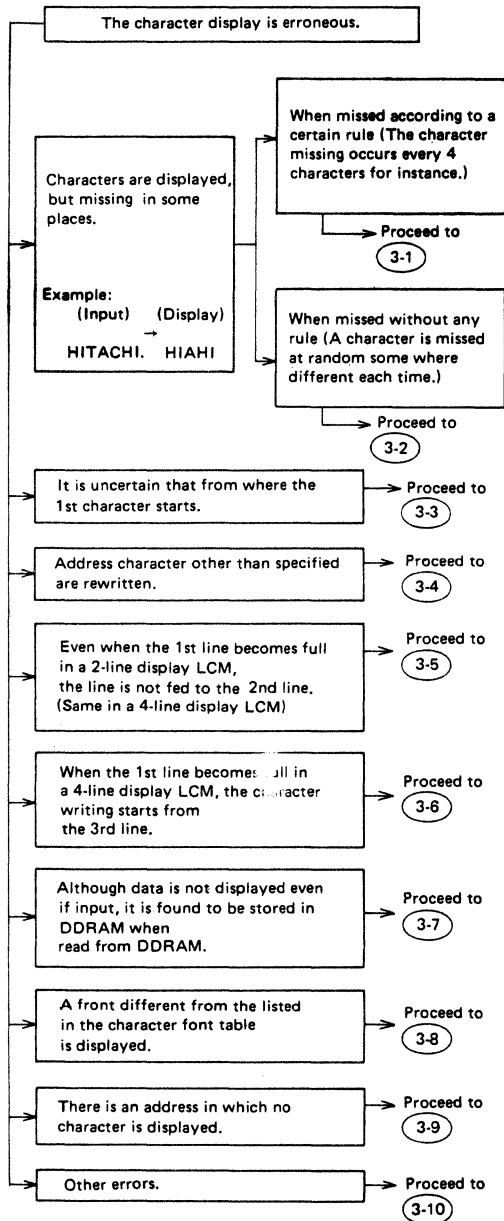 The character display is erroneous.
Characters are displayed,
but missing in some
places.
Example:
(Input) (Display)
→
HITACHI. HIAHI
When missed according to a
certain rule (The character
missing occurs every 4
characters for instance.)
Proceed to
3-1
When missed without any
rule (A character is missed
at random some where
different each time.)
Proceed to
3-2
It is uncertain that from where the
1st character starts.
Proceed to
3-3
Address character other than specified
are rewritten.
Proceed to
3-4
Even when the 1st line becomes full
in a 2-line display LCM,
the line is not fed to the 2nd line.
(Same in a 4-line display LCM)
Proceed to
3-5
When the 1st line becomes full in
a 4-line display LCM, the character
writing starts from
the 3rd line.
Proceed to
3-6
Although data is not displayed even
if input, it is found to be stored in
DDRAM when
read from DDRAM.
Proceed to
3-7
A front different from the listed
in the character font table
is displayed.
Proceed to
3-8
There is an address in which no
character is displayed.
Proceed to
3-9
Other errors.
Proceed to
3-10